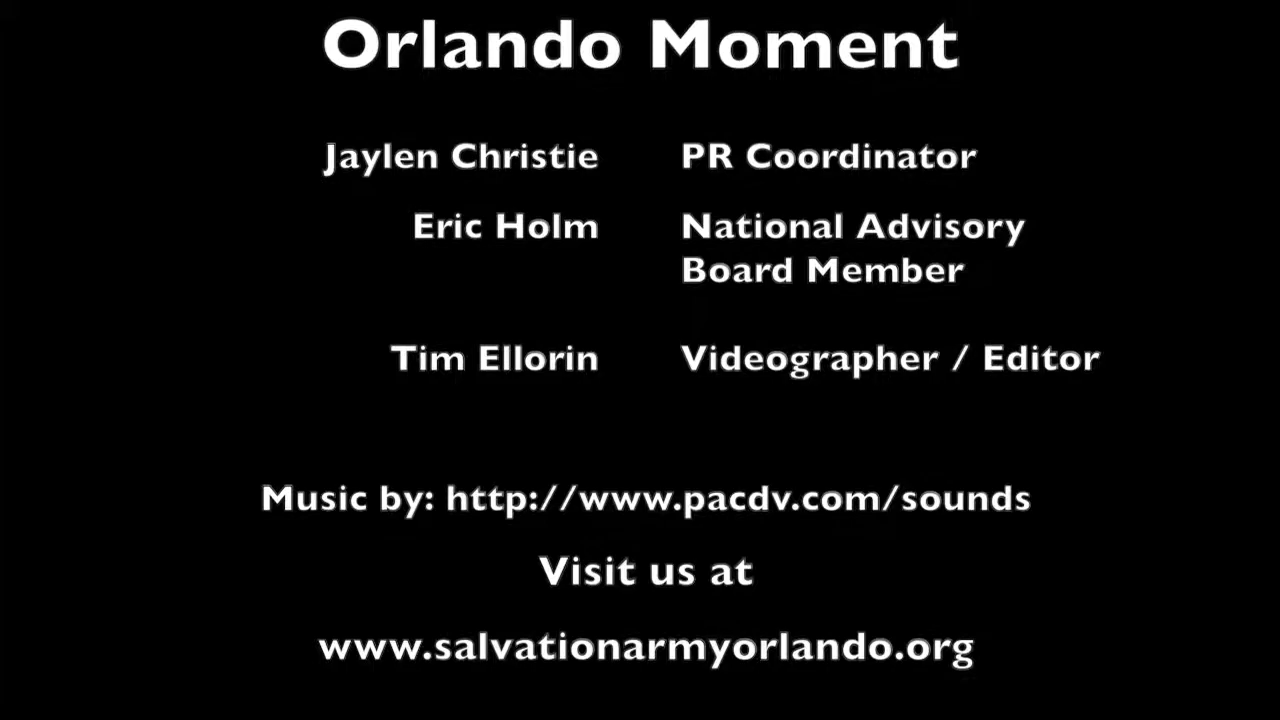 Orlando Moment
Jaylen Christie PR Coordinator
Eric Holm National Advisory
Board Member
Tim Ellorin Videographer / Editor
Music by: http://www.pacdv.com/sounds
Visit us at
www.salvationarmyorlando.org